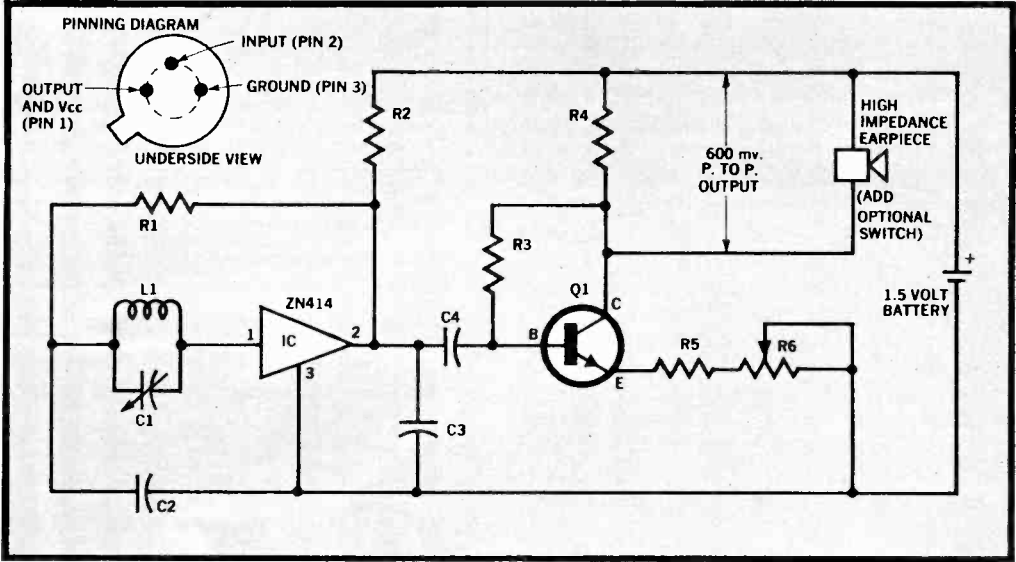 PINNING DIAGRAM
INPUT (PIN 2)
OUTPUT
AND Vcc
(PIN 1)
GROUND (PIN 3)
UNDERSIDE VIEW
R1
R2
R3
R4
600 mv.
P. TO P.
OUTPUT
HIGH
IMPEDANCE
EARPIECE
(ADD
OPTIONAL
SWITCH)
+
1.5 VOLT
BATTERY
L1
C1
ZN414
1
IC
2
3
C4
Q1
C
B
E
R5
R6
C3
C2